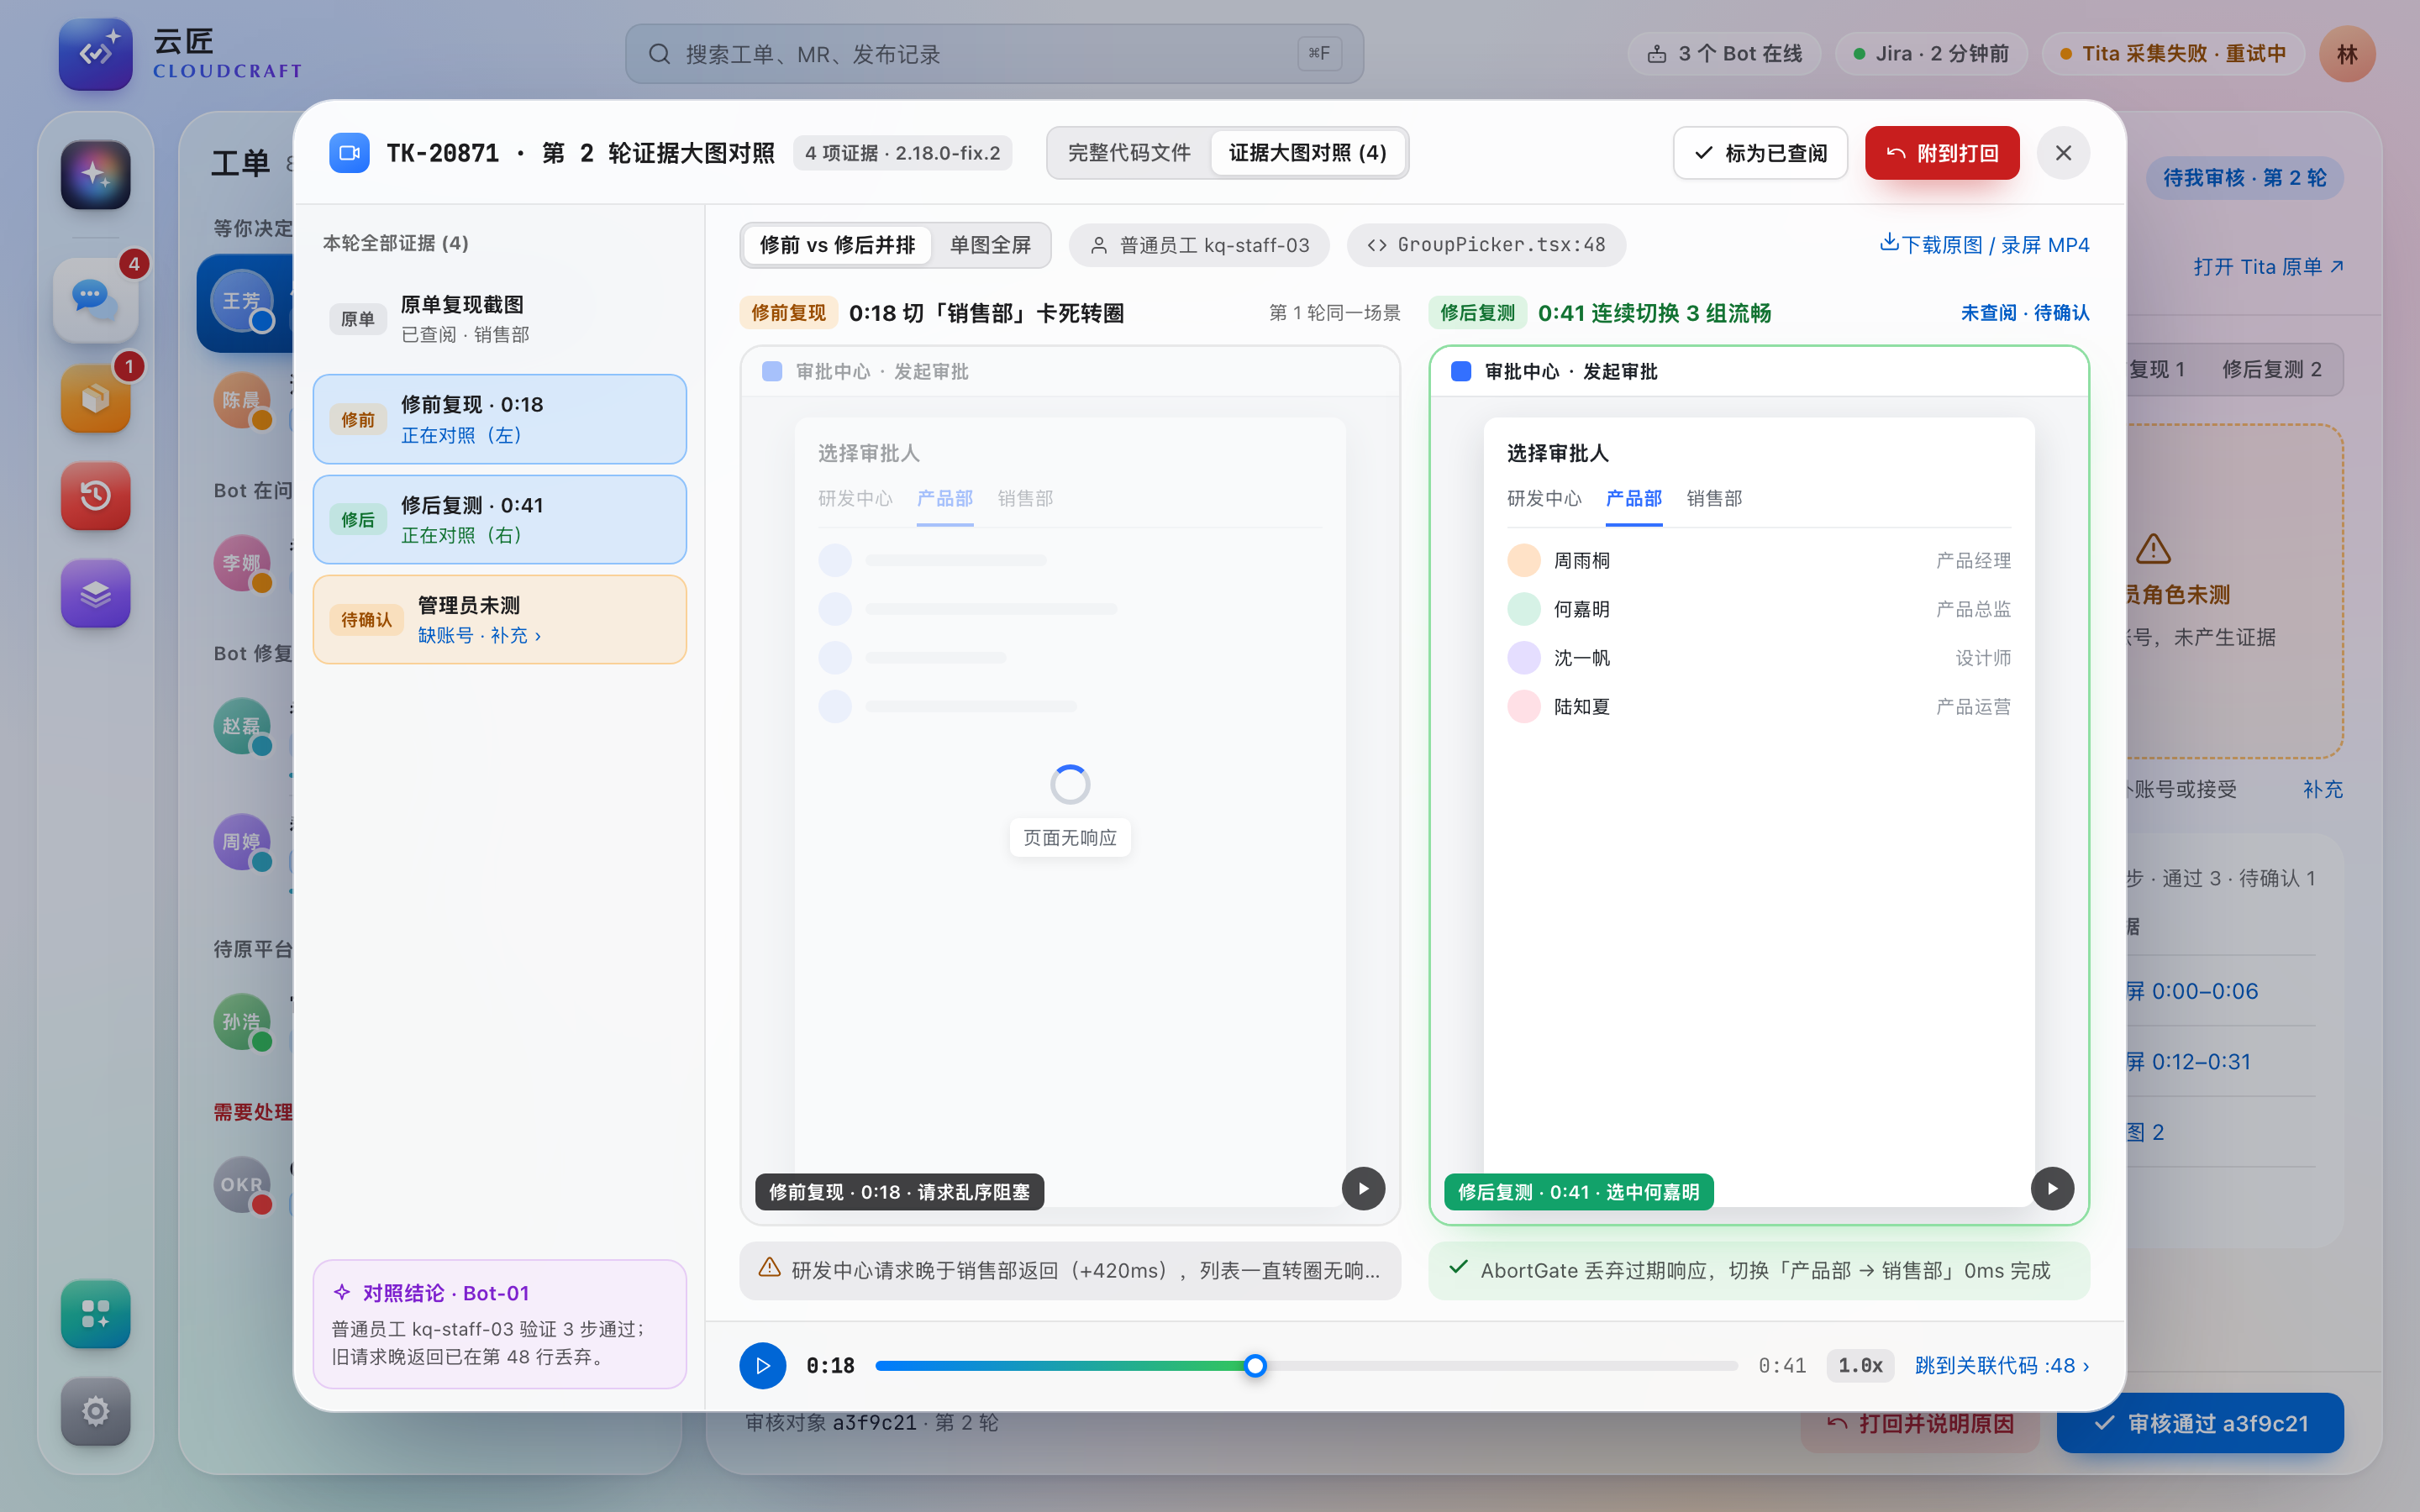 云匠
CLOUDCRAFT
搜索工单、MR、发布记录
⌘F
3 个 Bot 在线
Jira · 2 分钟前
Tita 采集失败 · 重试中
林
4
1
工单
等你决定
王芳
陈晨
Bot 在问
李娜
Bot 修复
赵磊
周婷
待原平台
孙浩
需要处理
OKR
TK-20871 · 第 2 轮证据大图对照
4 项证据 · 2.18.0-fix.2
完整代码文件
证据大图对照 (4)
标为已查阅
附到打回
本轮全部证据 (4)
原单
原单复现截图
已查阅 · 销售部
修前
修前复现 · 0:18
正在对照（左）
修后
修后复测 · 0:41
正在对照（右）
待确认
管理员未测
缺账号 · 补充 ›
对照结论 · Bot-01
普通员工 kq-staff-03 验证 3 步通过；
旧请求晚返回已在第 48 行丢弃。
修前 vs 修后并排
单图全屏
普通员工 kq-staff-03
GroupPicker.tsx:48
下载原图 / 录屏 MP4
修前复现
0:18 切「销售部」卡死转圈
第 1 轮同一场景
审批中心 · 发起审批
选择审批人
研发中心
产品部
销售部
页面无响应
修前复现 · 0:18 · 请求乱序阻塞
研发中心请求晚于销售部返回（+420ms），列表一直转圈无响…
修后复测
0:41 连续切换 3 组流畅
未查阅 · 待确认
审批中心 · 发起审批
选择审批人
研发中心
产品部
销售部
周雨桐
产品经理
何嘉明
产品总监
沈一帆
设计师
陆知夏
产品运营
修后复测 · 0:41 · 选中何嘉明
AbortGate 丢弃过期响应，切换「产品部 → 销售部」0ms 完成
0:18
0:41
1.0x
跳到关联代码 :48 ›
待我审核 · 第 2 轮
打开 Tita 原单
复现 1
修后复测 2
员角色未测
账号，未产生证据
账号或接受
补充
步 · 通过 3 · 待确认 1
据
屏 0:00–0:06
屏 0:12–0:31
图 2
审核对象 a3f9c21 · 第 2 轮
打回并说明原因
审核通过 a3f9c21